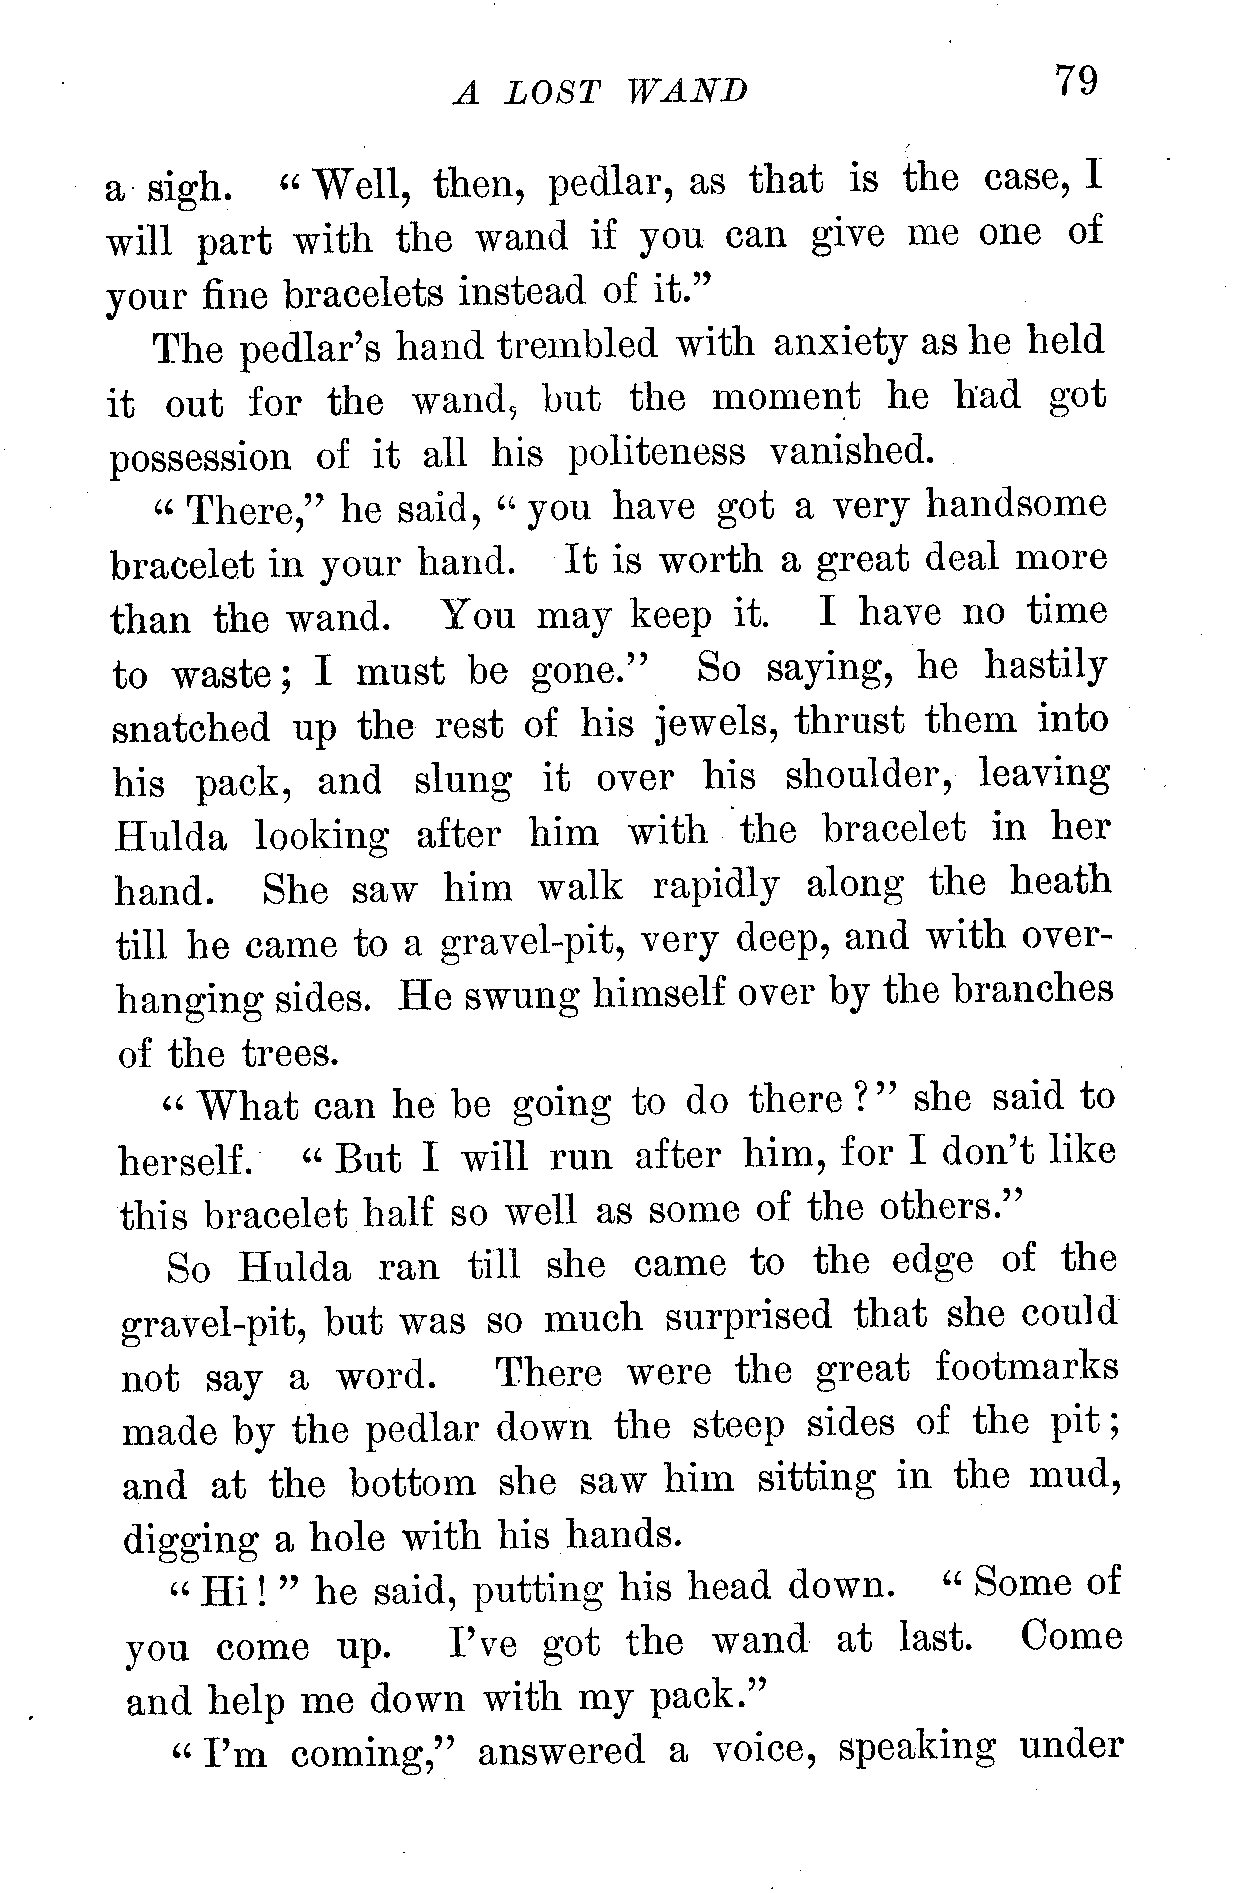 A LOST WAND 79
a sigh. “Well, then, pedlar, as that is the case, I
will part with the wand if you can give me one of
your fine bracelets instead of it.”
The pedlar’s hand trembled with anxiety as he held
it out for the wand, but the moment he had got
possession of it all his politeness vanished.
“There,” he said, “you have got a very handsome
bracelet in your hand. It is worth a great deal more
than the wand. You may keep it. I have no time
to waste; I must be gone.” So saying, he hastily
snatched up the rest of his jewels, thrust them into
his pack, and slung it over his shoulder, leaving
Hulda looking after him with the bracelet in her
hand. She saw him walk rapidly along the heath
till he came to a gravel-pit, very deep, and with over-
hanging sides. He swung himself over by the branches
of the trees.
“What can he be going to do there?” she said to
herself. “But I will run after him, for I don’t like
this bracelet half so well as some of the others.”
So Hulda ran till she came to the edge of the
gravel-pit, but was so much surprised that she could
not say a word. There were the great footmarks
made by the pedlar down the steep sides of the pit;
and at the bottom she saw him sitting in the mud,
digging a hole with his hands.
“Hi!” he said, putting his head down. “Some of
you come up. I’ve got the wand at last. Come
and help me down with my pack.”
“I’m coming,” answered a voice, speaking under